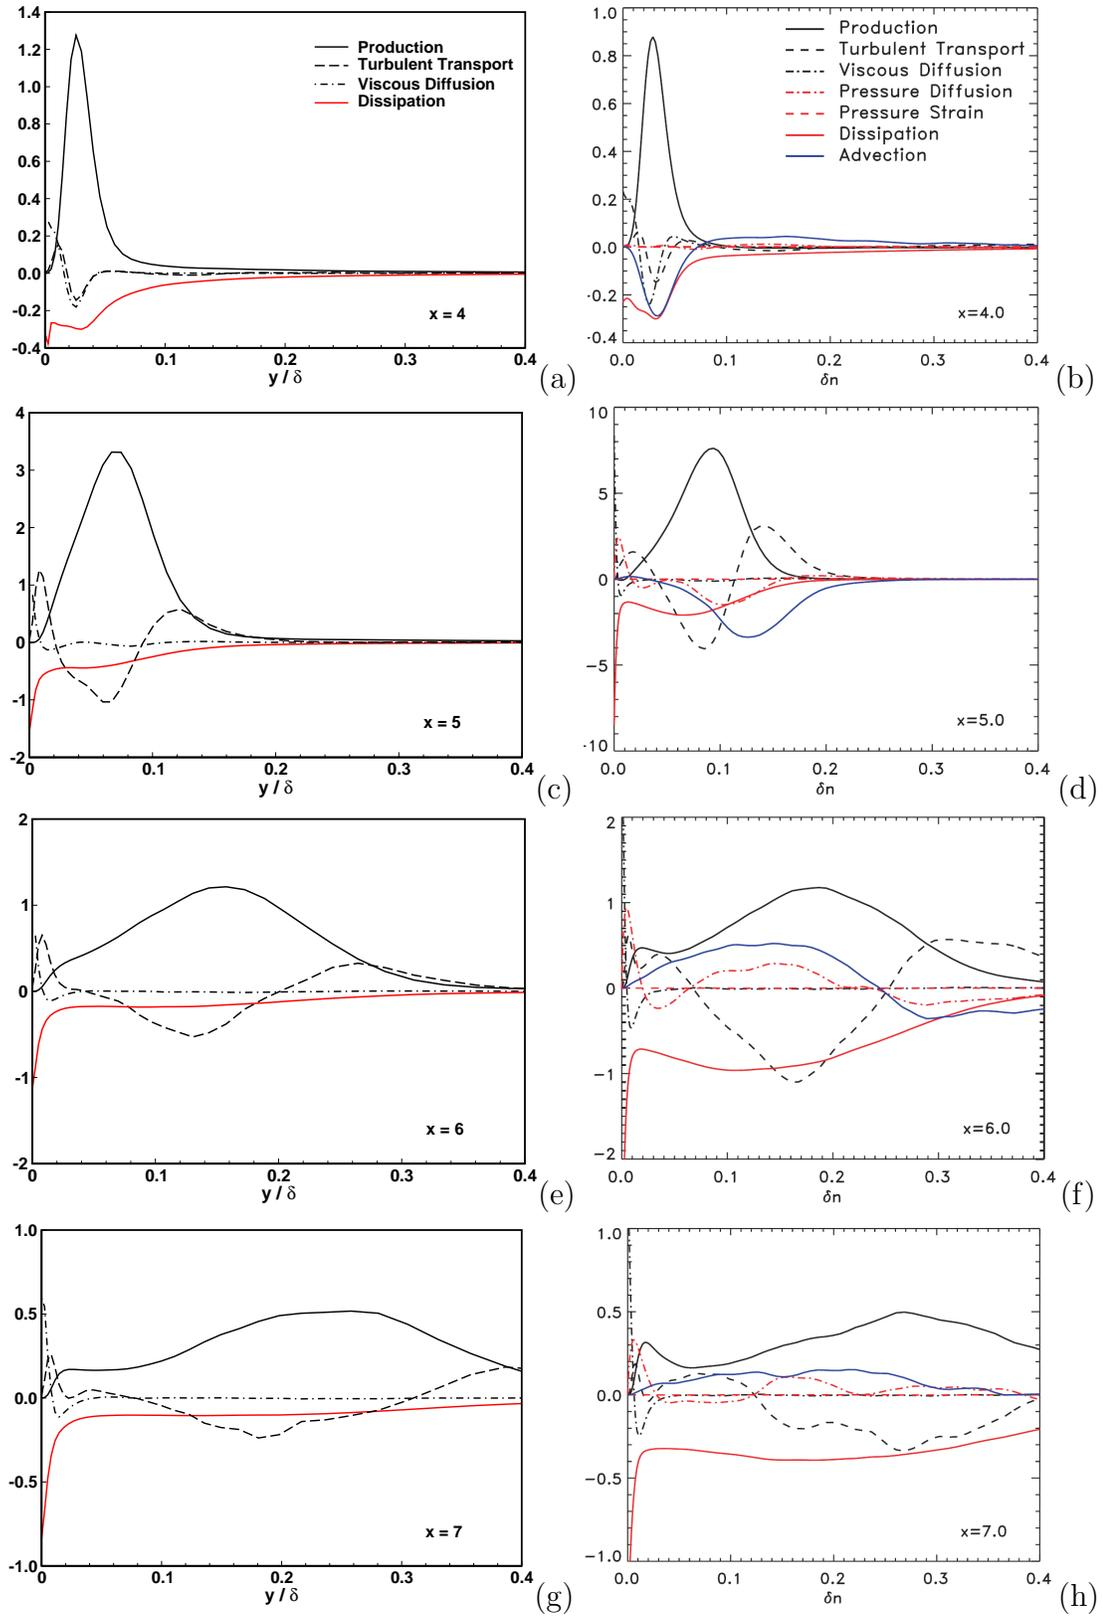 1.4
1.2
1.0
0.8
0.6
0.4
0.2
0.0
-0.2
-0.4
Production
Turbulent Transport
Viscous Diffusion
Dissipation
x = 4
0 0.1 0.2 0.3 0.4
y / δ
(a)
1.0
0.8
0.6
0.4
0.2
0.0
-0.2
-0.4
Production
Turbulent Transport
Viscous Diffusion
Pressure Diffusion
Pressure Strain
Dissipation
Advection
x=4.0
0.0 0.1 0.2 0.3 0.4
δn
(b)
4
3
2
1
0
-1
-2
x = 5
0 0.1 0.2 0.3 0.4
y / δ
(c)
10
5
0
−5
-10
x=5.0
0.0 0.1 0.2 0.3 0.4
δn
(d)
2
1
0
-1
-2
x = 6
0 0.1 0.2 0.3 0.4
y / δ
(e)
2
1
0
−1
−2
x=6.0
0.0 0.1 0.2 0.3 0.4
δn
(f)
1.0
0.5
0.0
-0.5
-1.0
x = 7
0 0.1 0.2 0.3 0.4
y / δ
(g)
1.0
0.5
0.0
−0.5
−1.0
x=7.0
0.0 0.1 0.2 0.3 0.4
δn
(h)